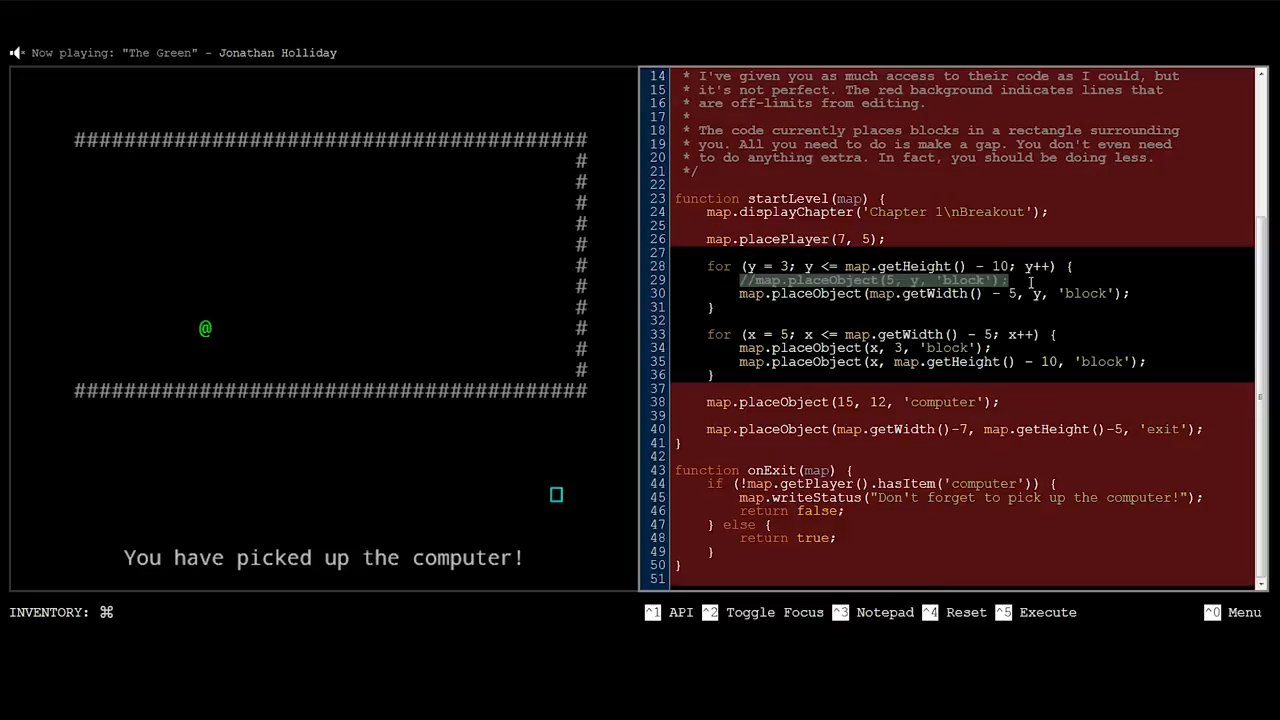 Now playing: "The Green" - Jonathan Holliday
##########################################
#
#
#
#
#
#
#
#
@ #
#
#
##########################################
You have picked up the computer!
INVENTORY: ⌘
14 * I've given you as much access to their code as I could, but
15 * it's not perfect. The red background indicates lines that
16 * are off-limits from editing.
17 *
18 * The code currently places blocks in a rectangle surrounding
19 * you. All you need to do is make a gap. You don't even need
20 * to do anything extra. In fact, you should be doing less.
21 */
22
23 function startLevel(map) {
24 map.displayChapter('Chapter 1\nBreakout');
25
26 map.placePlayer(7, 5);
27
28 for (y = 3; y <= map.getHeight() - 10; y++) {
29 //map.placeObject(5, y, 'block');
30 map.placeObject(map.getWidth() - 5, y, 'block');
31 }
32
33 for (x = 5; x <= map.getWidth() - 5; x++) {
34 map.placeObject(x, 3, 'block');
35 map.placeObject(x, map.getHeight() - 10, 'block');
36 }
37
38 map.placeObject(15, 12, 'computer');
39
40 map.placeObject(map.getWidth()-7, map.getHeight()-5, 'exit');
41 }
42
43 function onExit(map) {
44 if (!map.getPlayer().hasItem('computer')) {
45 map.writeStatus("Don't forget to pick up the computer!");
46 return false;
47 } else {
48 return true;
49 }
50 }
51
^1 API ^2 Toggle Focus ^3 Notepad ^4 Reset ^5 Execute ^0 Menu